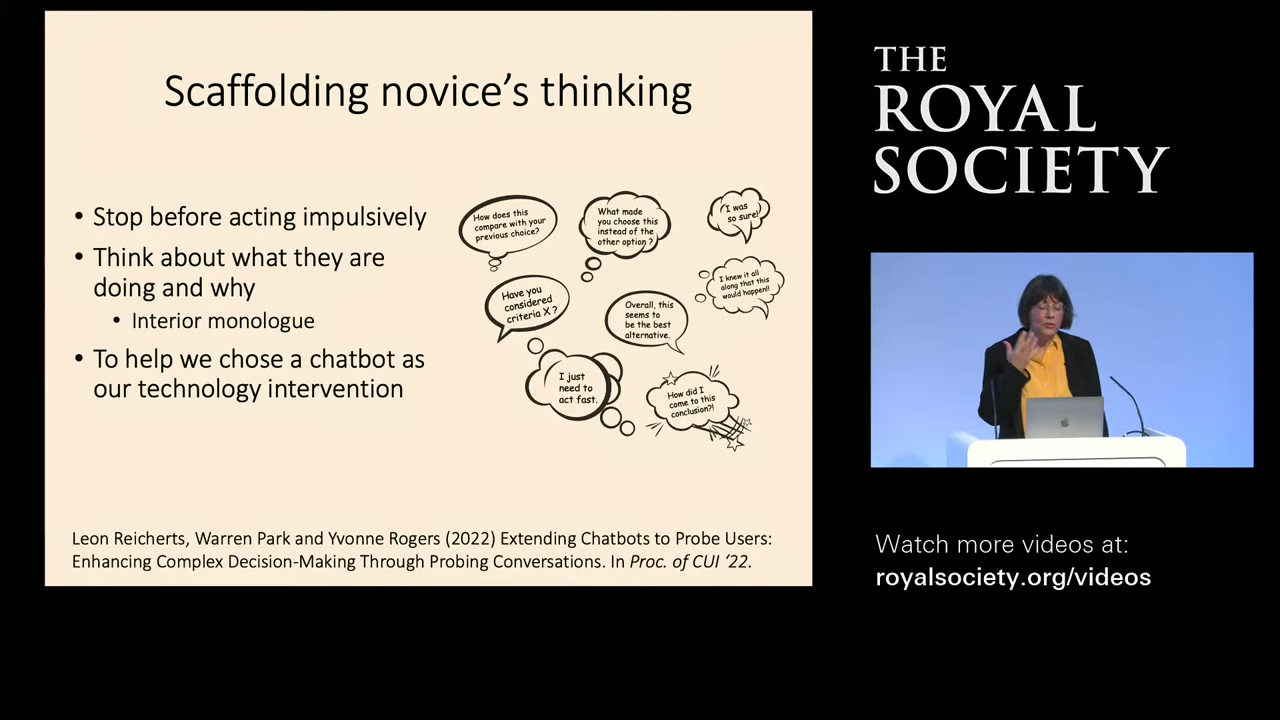 Scaffolding novice’s thinking
• Stop before acting impulsively
• Think about what they are
doing and why
• Interior monologue
• To help we chose a chatbot as
our technology intervention
How does this
compare with your
previous choice?
What made
you choose this
instead of the
other option ?
I was
so sure!
Have you
considered
criteria X ?
Overall, this
seems to
be the best
alternative.
I knew it all
along that this
would happen!!
I just
need to
act fast.
How did I
come to this
conclusion?!
Leon Reicherts, Warren Park and Yvonne Rogers (2022) Extending Chatbots to Probe Users:
Enhancing Complex Decision-Making Through Probing Conversations. In Proc. of CUI ‘22.
THE
ROYAL
SOCIETY
Watch more videos at:
royalsociety.org/videos